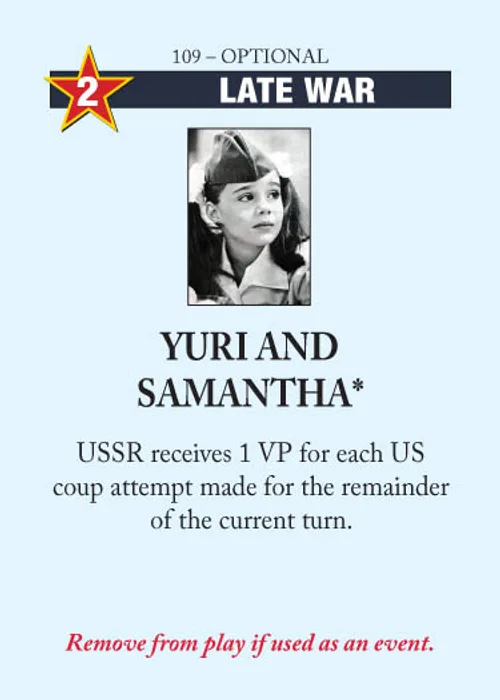 109 – OPTIONAL
2
LATE WAR
YURI AND
SAMANTHA*
USSR receives 1 VP for each US
coup attempt made for the remainder
of the current turn.
Remove from play if used as an event.